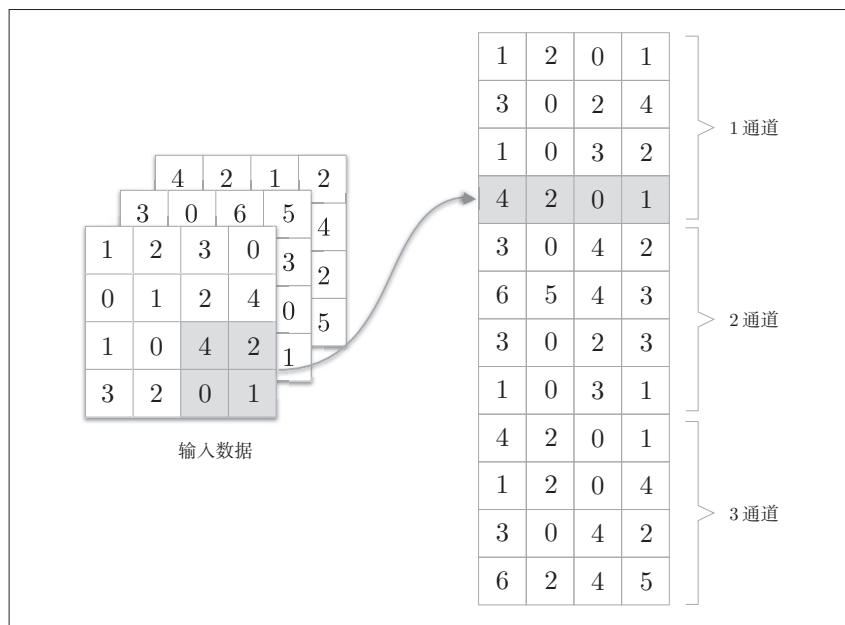 4 2 1 2
3 0 6 5
4
1 2 3 0
3
2
0 1 2 4
0
5
1 0 4 2
1
3 2 0 1
输入数据
1 2 0 1
3 0 2 4
1 0 3 2
4 2 0 1
1 通道
3 0 4 2
6 5 4 3
3 0 2 3
1 0 3 1
2 通道
4 2 0 1
1 2 0 4
3 0 4 2
6 2 4 5
3 通道